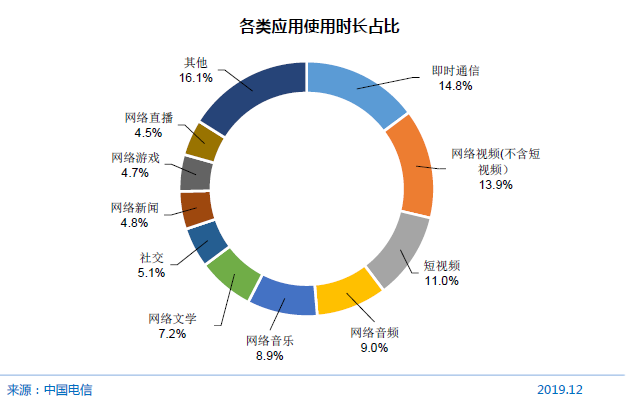 各类应用使用时长占比
即时通信
14.8%
网络视频(不含短
视频）
13.9%
短视频
11.0%
网络音频
9.0%
网络音乐
8.9%
网络文学
7.2%
社交
5.1%
网络新闻
4.8%
网络游戏
4.7%
网络直播
4.5%
其他
16.1%
来源：中国电信
2019.12